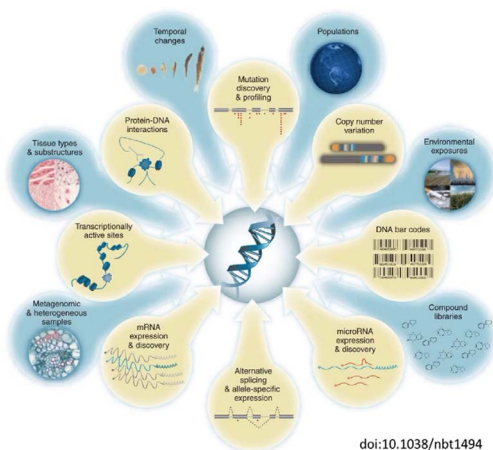 Temporal
changes
Populations
Mutation
discovery
& profiling
Protein-DNA
interactions
Copy number
variation
Tissue types
& substructures
Environmental
exposures
Transcriptionally
active sites
DNA bar codes
Metagenomic
& heterogeneous
samples
mRNA
expression
& discovery
Alternative
splicing
& allele-specific
expression
microRNA
expression
& discovery
Compound
libraries
doi:10.1038/nbt1494